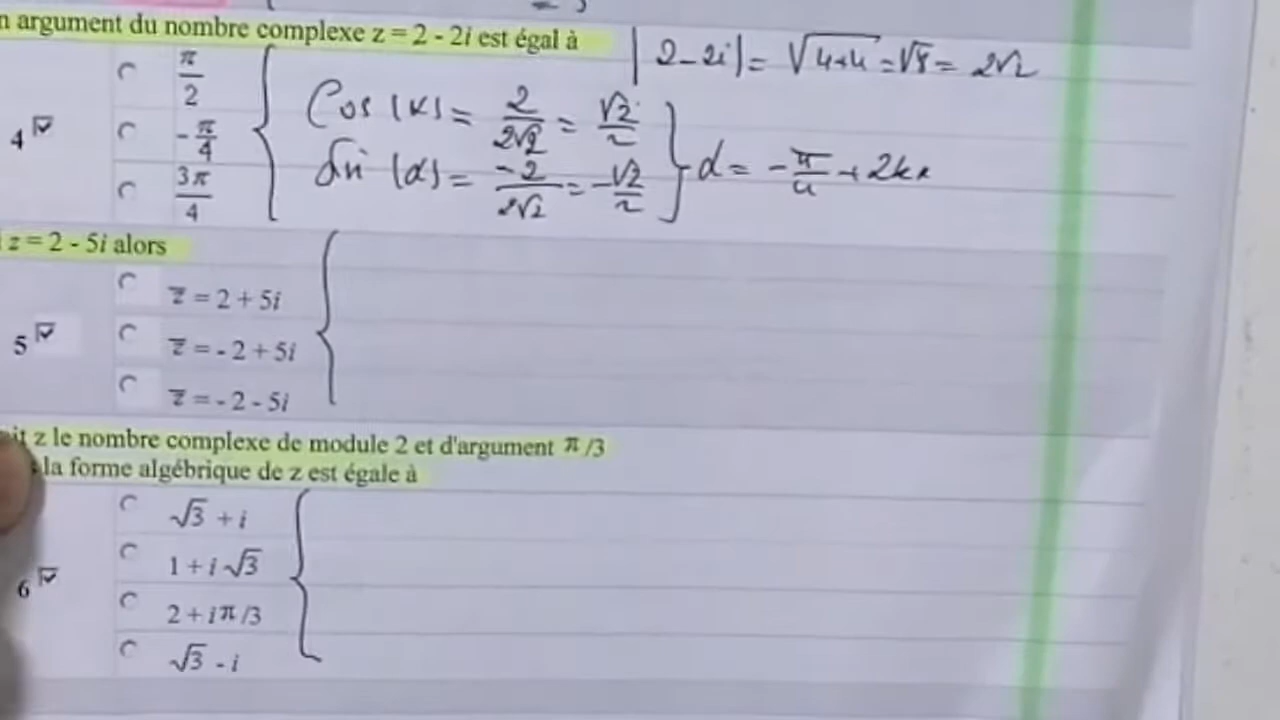 n argument du nombre complexe z = 2 - 2i est égal à
|2-2i| = √4+4 = √8 = 2√2
π/2
4
-π/4
3π/4
Cos(α) = 2/2√2 = √2/2
Sin(α) = -2/2√2 = -√2/2
α = -π/4 + 2kπ
z = 2 - 5i alors
z̅ = 2 + 5i
5
z̅ = - 2 + 5i
z̅ = - 2 - 5i
it z le nombre complexe de module 2 et d'argument π/3
la forme algébrique de z est égale à
√3 + i
1 + i√3
6
2 + iπ/3
√3 - i